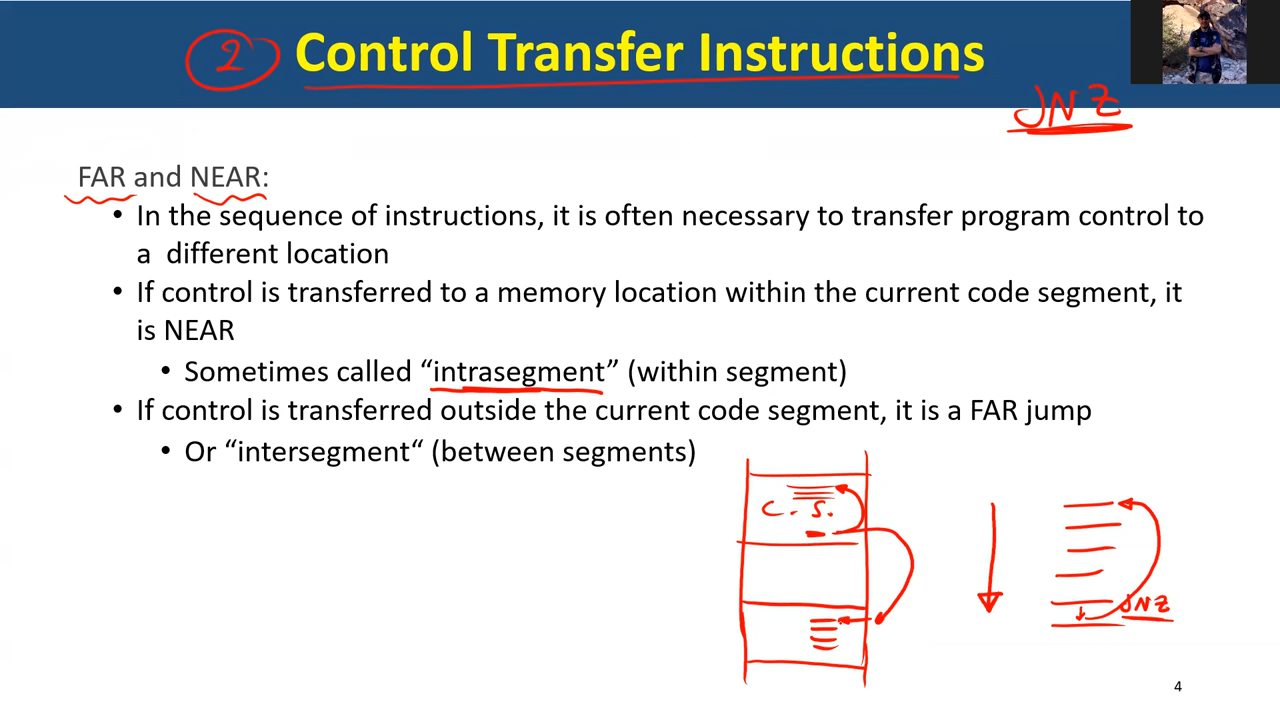 2 Control Transfer Instructions
JNZ
FAR and NEAR:
• In the sequence of instructions, it is often necessary to transfer program control to
a different location
• If control is transferred to a memory location within the current code segment, it
is NEAR
• Sometimes called “intrasegment” (within segment)
• If control is transferred outside the current code segment, it is a FAR jump
• Or “intersegment“ (between segments)
C.S.
JNZ
4